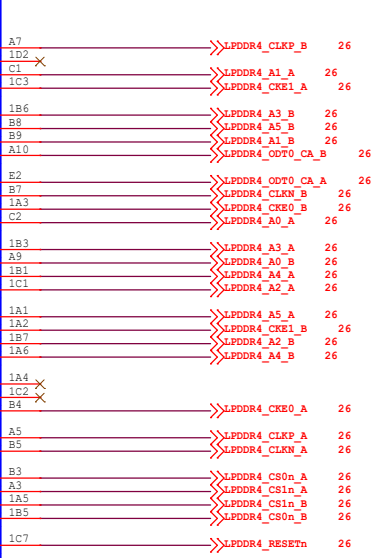 A7 LPDDR4_CLKP_B 26
1D2
C1 LPDDR4_A1_A 26
1C3 LPDDR4_CKE1_A 26
1B6 LPDDR4_A3_B 26
B8 LPDDR4_A5_B 26
B9 LPDDR4_A1_B 26
A10 LPDDR4_ODT0_CA_B 26
E2 LPDDR4_ODT0_CA_A 26
B7 LPDDR4_CLKN_B 26
1A3 LPDDR4_CKE0_B 26
C2 LPDDR4_A0_A 26
1B3 LPDDR4_A3_A 26
A9 LPDDR4_A0_B 26
1B1 LPDDR4_A4_A 26
1C1 LPDDR4_A2_A 26
1A1 LPDDR4_A5_A 26
1A2 LPDDR4_CKE1_B 26
1B7 LPDDR4_A2_B 26
1A6 LPDDR4_A4_B 26
1A4
1C2
B4 LPDDR4_CKE0_A 26
A5 LPDDR4_CLKP_A 26
B5 LPDDR4_CLKN_A 26
B3 LPDDR4_CS0n_A 26
A3 LPDDR4_CS1n_A 26
1A5 LPDDR4_CS1n_B 26
1B5 LPDDR4_CS0n_B 26
1C7 LPDDR4_RESETn 26